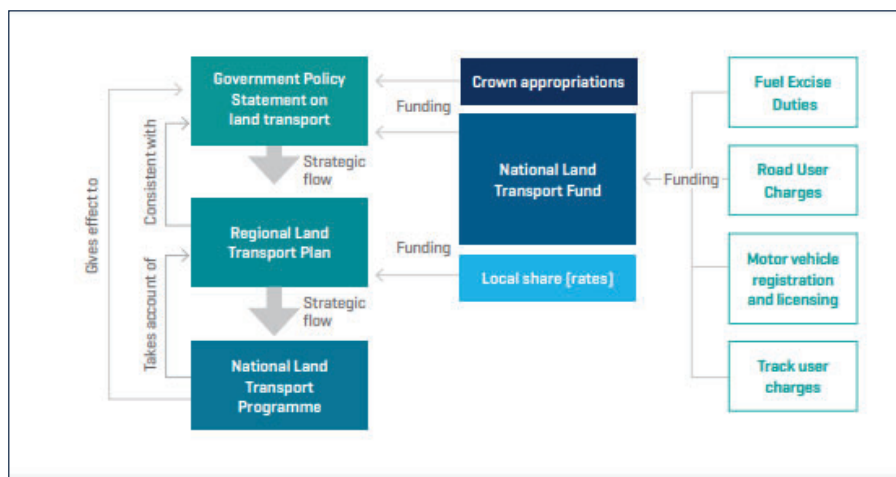 Government Policy
Statement on
land transport
Crown appropriations
Fuel Excise
Duties
Funding
National Land
Transport Fund
Strategic
flow
Consistent with
Gives effect to
Funding
Road User
Charges
Regional Land
Transport Plan
Funding
Local share (rates)
Motor vehicle
registration
and licensing
Strategic
flow
Takes account of
National Land
Transport
Programme
Track user
charges